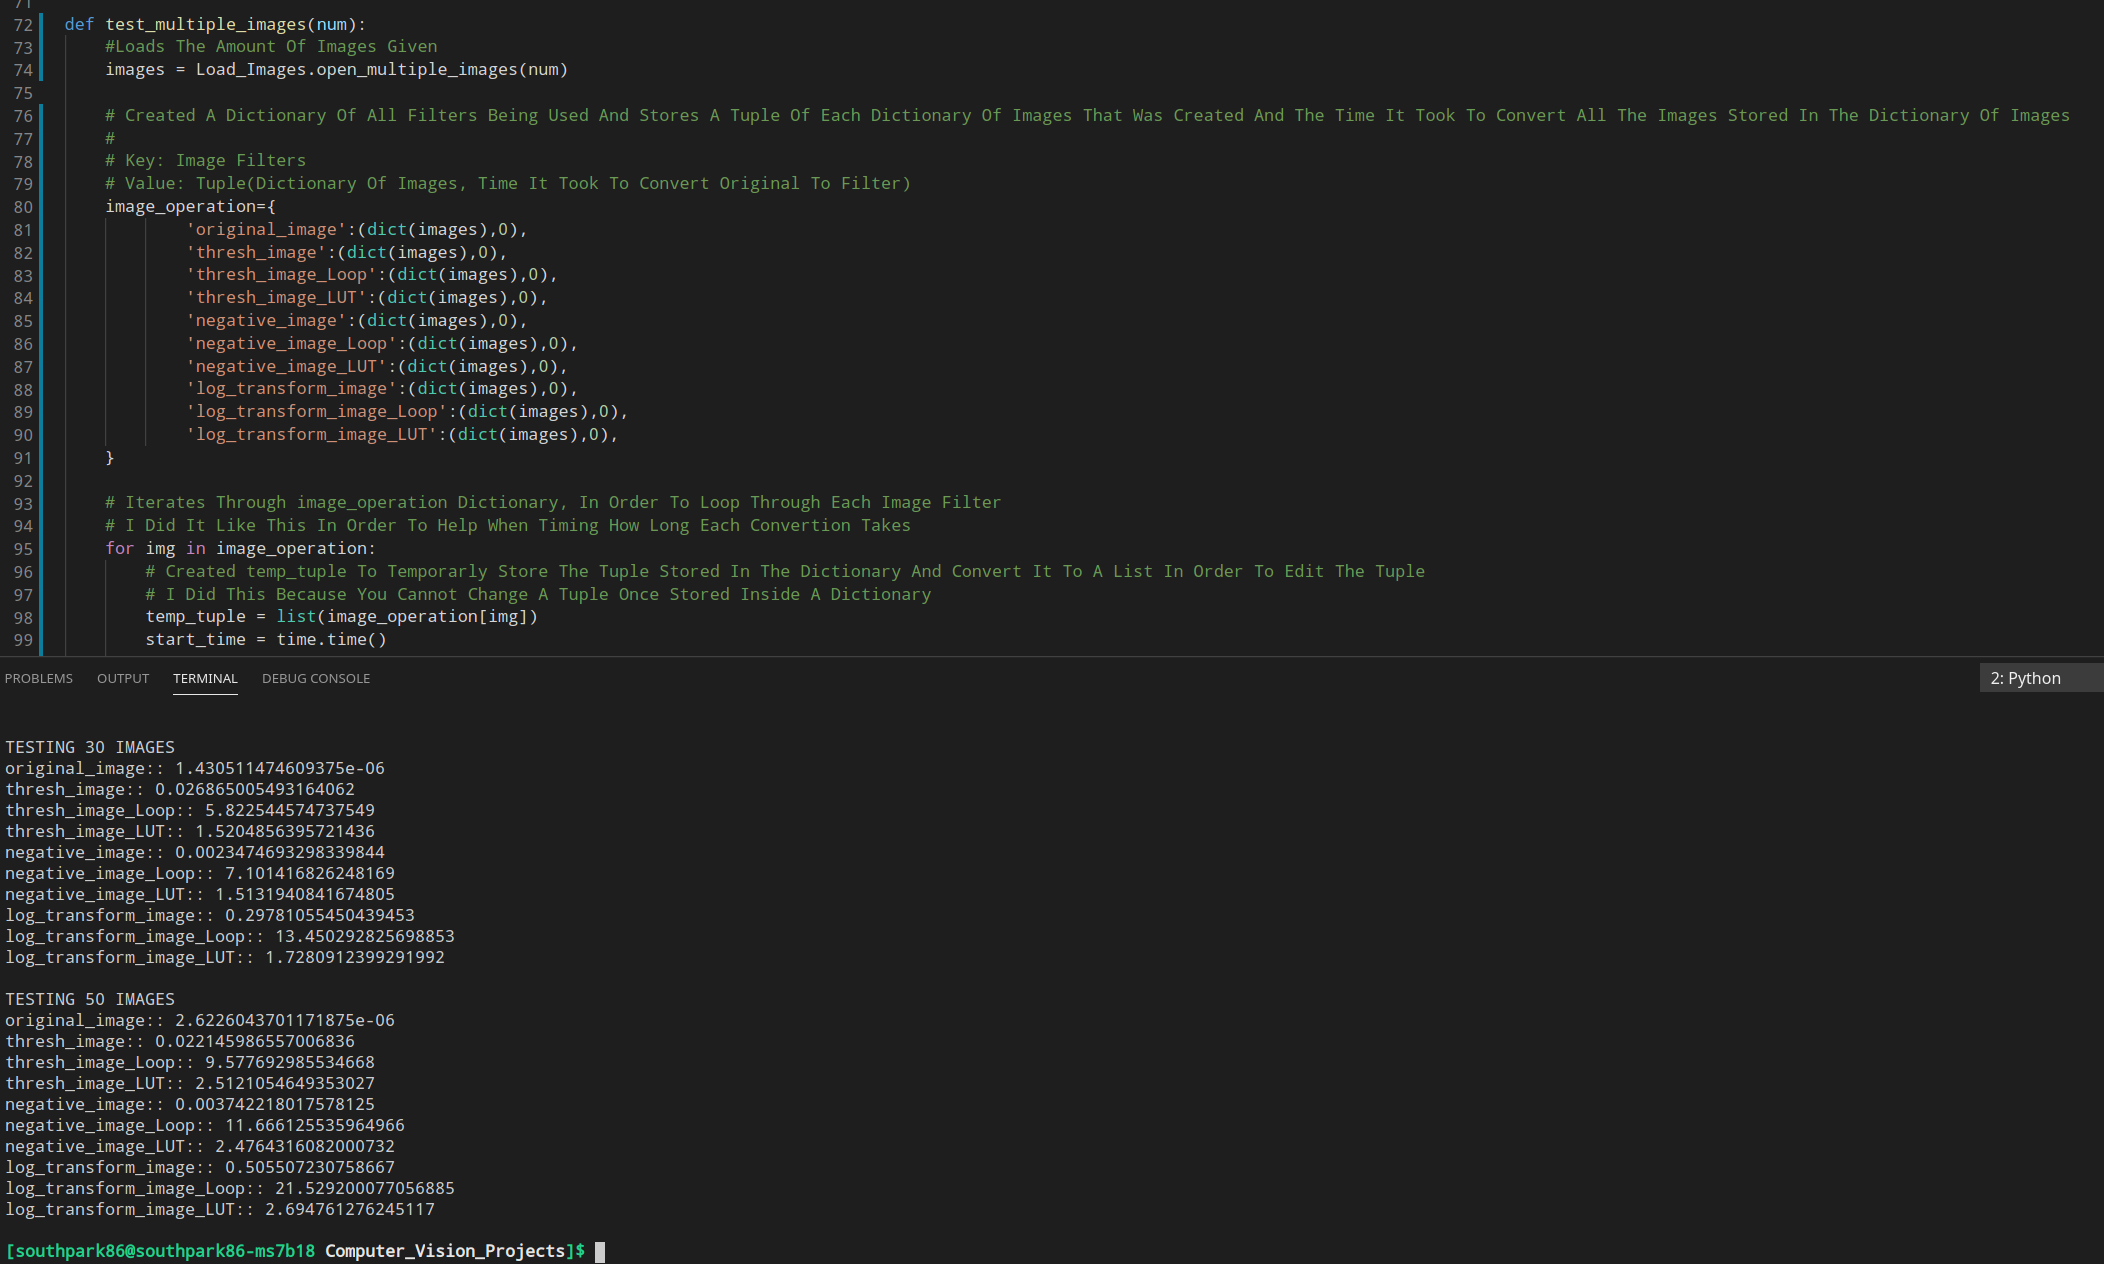 71
72 def test_multiple_images(num):
73 #Loads The Amount Of Images Given
74 images = Load_Images.open_multiple_images(num)
75
76 # Created A Dictionary Of All Filters Being Used And Stores A Tuple Of Each Dictionary Of Images That Was Created And The Time It Took To Convert All The Images Stored In The Dictionary Of Images
77 #
78 # Key: Image Filters
79 # Value: Tuple(Dictionary Of Images, Time It Took To Convert Original To Filter)
80 image_operation={
81 'original_image':(dict(images),0),
82 'thresh_image':(dict(images),0),
83 'thresh_image_Loop':(dict(images),0),
84 'thresh_image_LUT':(dict(images),0),
85 'negative_image':(dict(images),0),
86 'negative_image_Loop':(dict(images),0),
87 'negative_image_LUT':(dict(images),0),
88 'log_transform_image':(dict(images),0),
89 'log_transform_image_Loop':(dict(images),0),
90 'log_transform_image_LUT':(dict(images),0),
91 }
92
93 # Iterates Through image_operation Dictionary, In Order To Loop Through Each Image Filter
94 # I Did It Like This In Order To Help When Timing How Long Each Convertion Takes
95 for img in image_operation:
96 # Created temp_tuple To Temporarly Store The Tuple Stored In The Dictionary And Convert It To A List In Order To Edit The Tuple
97 # I Did This Because You Cannot Change A Tuple Once Stored Inside A Dictionary
98 temp_tuple = list(image_operation[img])
99 start_time = time.time()
PROBLEMS OUTPUT TERMINAL DEBUG CONSOLE 2: Python
TESTING 30 IMAGES
original_image:: 1.430511474609375e-06
thresh_image:: 0.026865005493164062
thresh_image_Loop:: 5.822544574737549
thresh_image_LUT:: 1.5204856395721436
negative_image:: 0.0023474693298339844
negative_image_Loop:: 7.101416826248169
negative_image_LUT:: 1.5131940841674805
log_transform_image:: 0.29781055450439453
log_transform_image_Loop:: 13.450292825698853
log_transform_image_LUT:: 1.7280912399291992
TESTING 50 IMAGES
original_image:: 2.6226043701171875e-06
thresh_image:: 0.022145986557006836
thresh_image_Loop:: 9.577692985534668
thresh_image_LUT:: 2.5121054649353027
negative_image:: 0.003742218017578125
negative_image_Loop:: 11.666125535964966
negative_image_LUT:: 2.4764316082000732
log_transform_image:: 0.505507230758667
log_transform_image_Loop:: 21.529200077056885
log_transform_image_LUT:: 2.694761276245117
[southpark86@southpark86-ms7b18 Computer_Vision_Projects]$